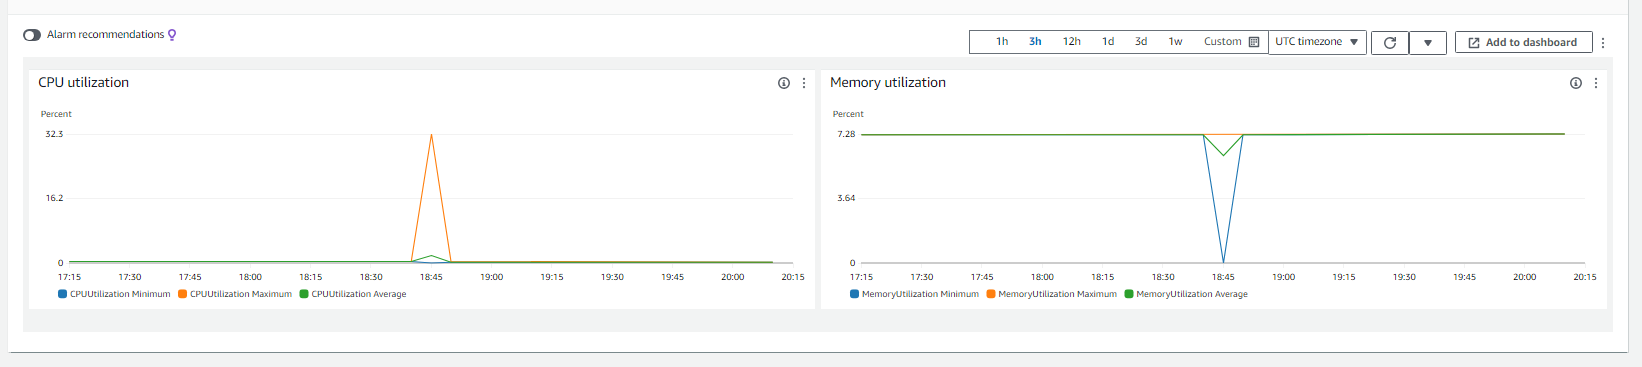 Alarm recommendations
1h 3h 12h 1d 3d 1w Custom UTC timezone Add to dashboard
CPU utilization
Percent
32.3
16.2
0
17:15 17:30 17:45 18:00 18:15 18:30 18:45 19:00 19:15 19:30 19:45 20:00 20:15
CPUUtilization Minimum CPUUtilization Maximum CPUUtilization Average
Memory utilization
Percent
7.28
3.64
0
17:15 17:30 17:45 18:00 18:15 18:30 18:45 19:00 19:15 19:30 19:45 20:00 20:15
MemoryUtilization Minimum MemoryUtilization Maximum MemoryUtilization Average